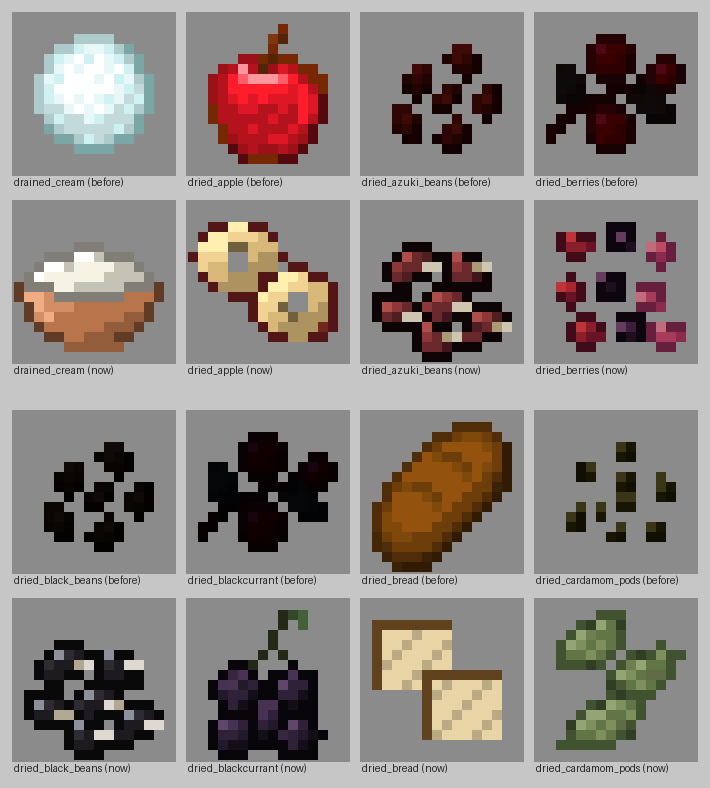 drained_cream (before)
dried_apple (before)
dried_azuki_beans (before)
dried_berries (before)
drained_cream (now)
dried_apple (now)
dried_azuki_beans (now)
dried_berries (now)
dried_black_beans (before)
dried_blackcurrant (before)
dried_bread (before)
dried_cardamom_pods (before)
dried_black_beans (now)
dried_blackcurrant (now)
dried_bread (now)
dried_cardamom_pods (now)